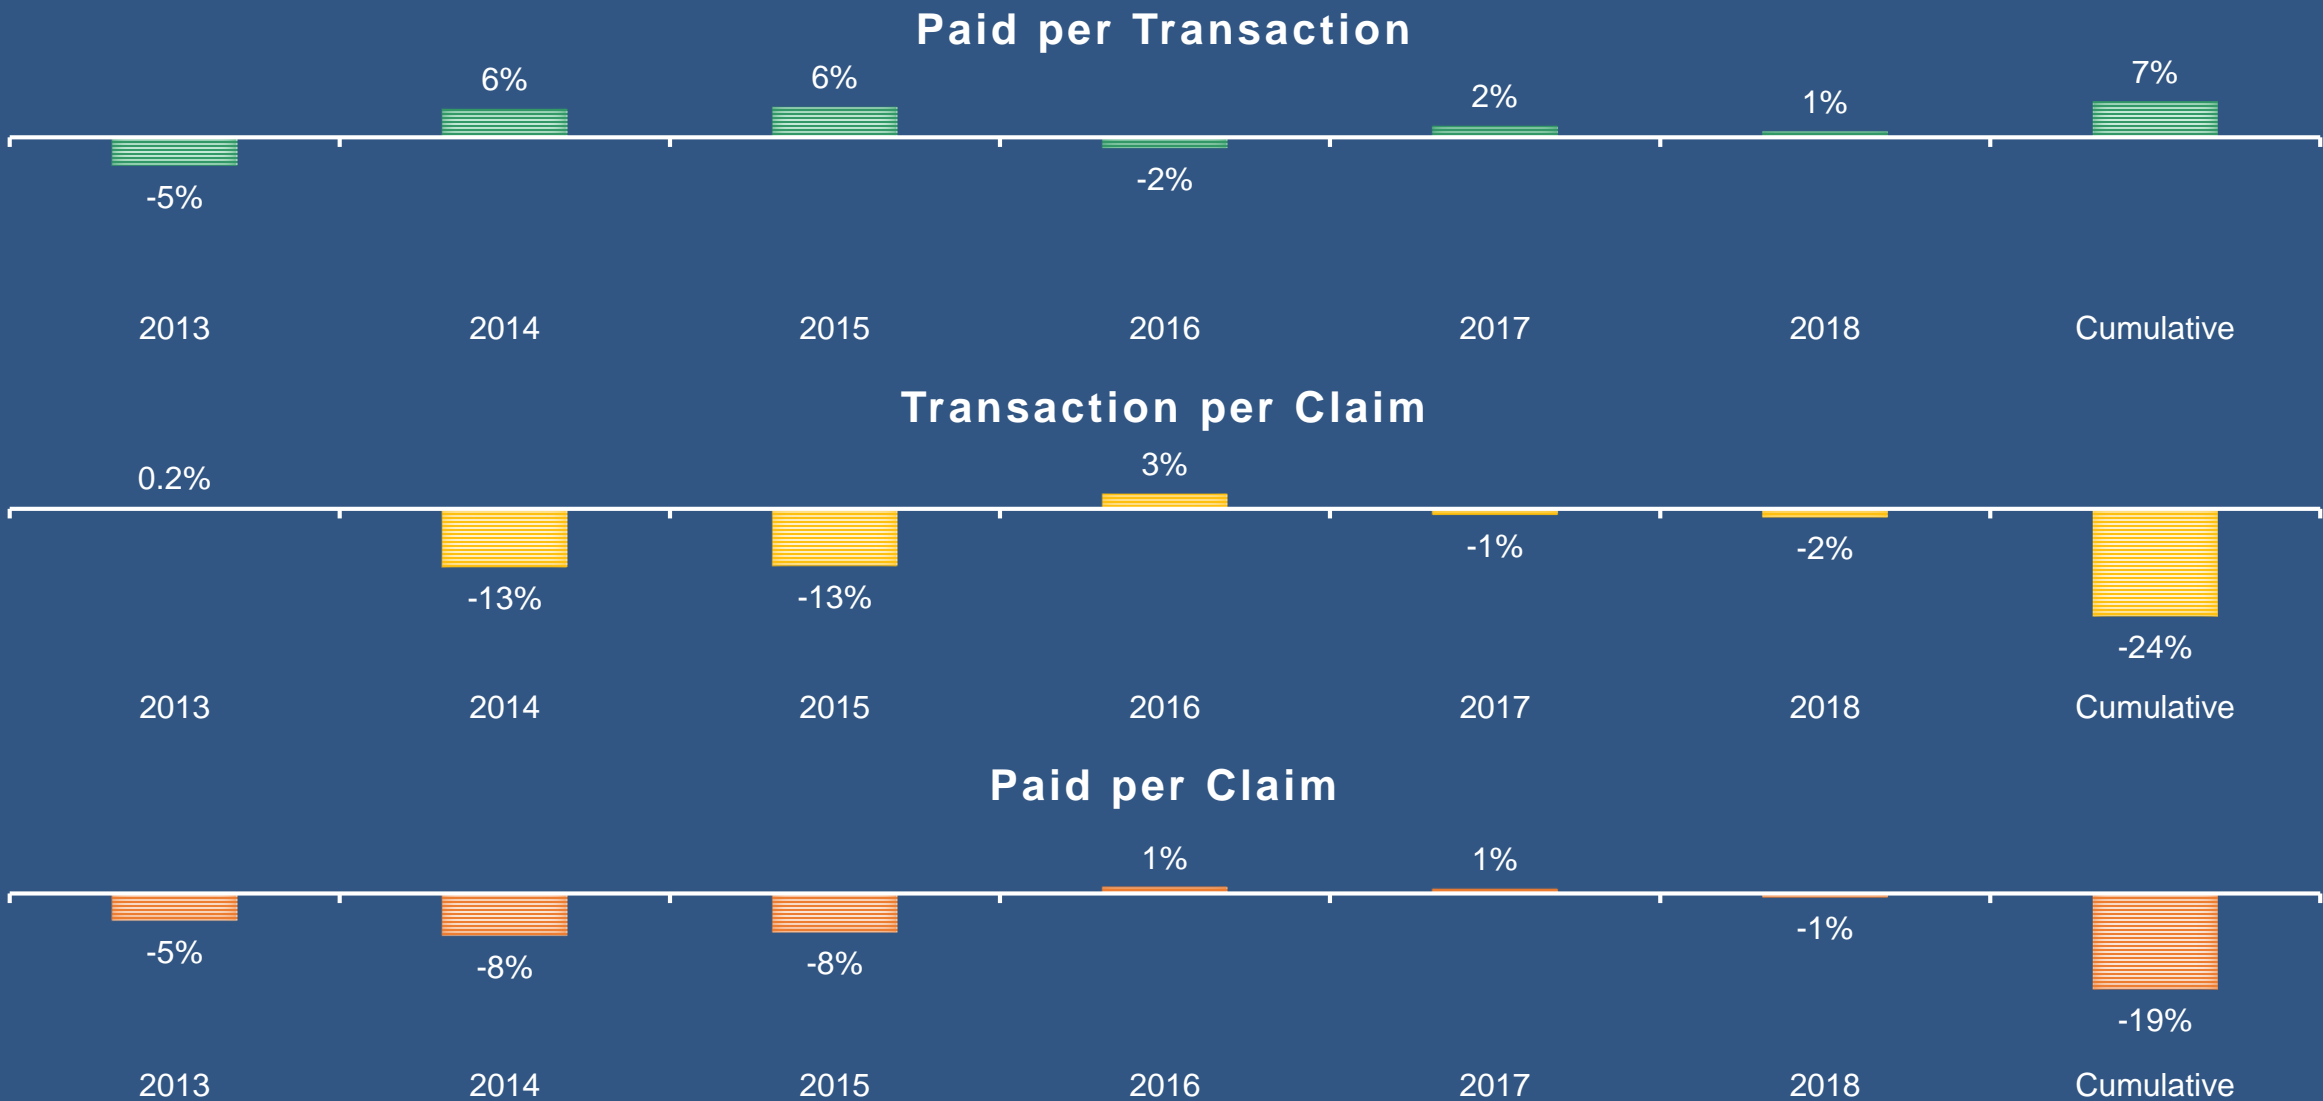 Paid per Transaction
-5% 6% 6% -2% 2% 1% 7%
2013 2014 2015 2016 2017 2018 Cumulative
Transaction per Claim
0.2% -13% -13% 3% -1% -2% -24%
2013 2014 2015 2016 2017 2018 Cumulative
Paid per Claim
-5% -8% -8% 1% 1% -1% -19%
2013 2014 2015 2016 2017 2018 Cumulative